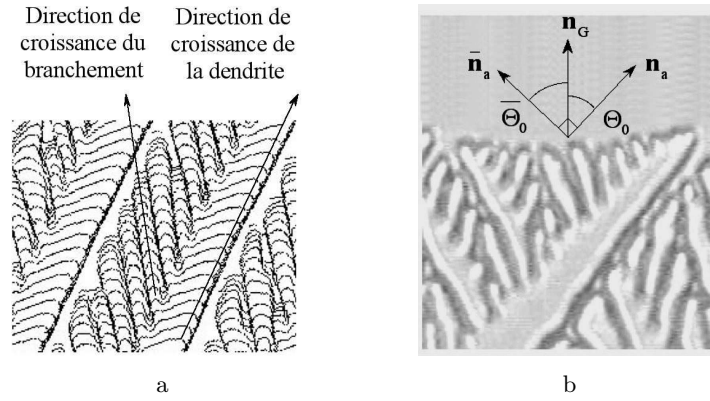 Direction de
croissance du
branchement
Direction de
croissance de
la dendrite
n_G
n̄_a
n_a
Θ̄_0
Θ_0
a
b